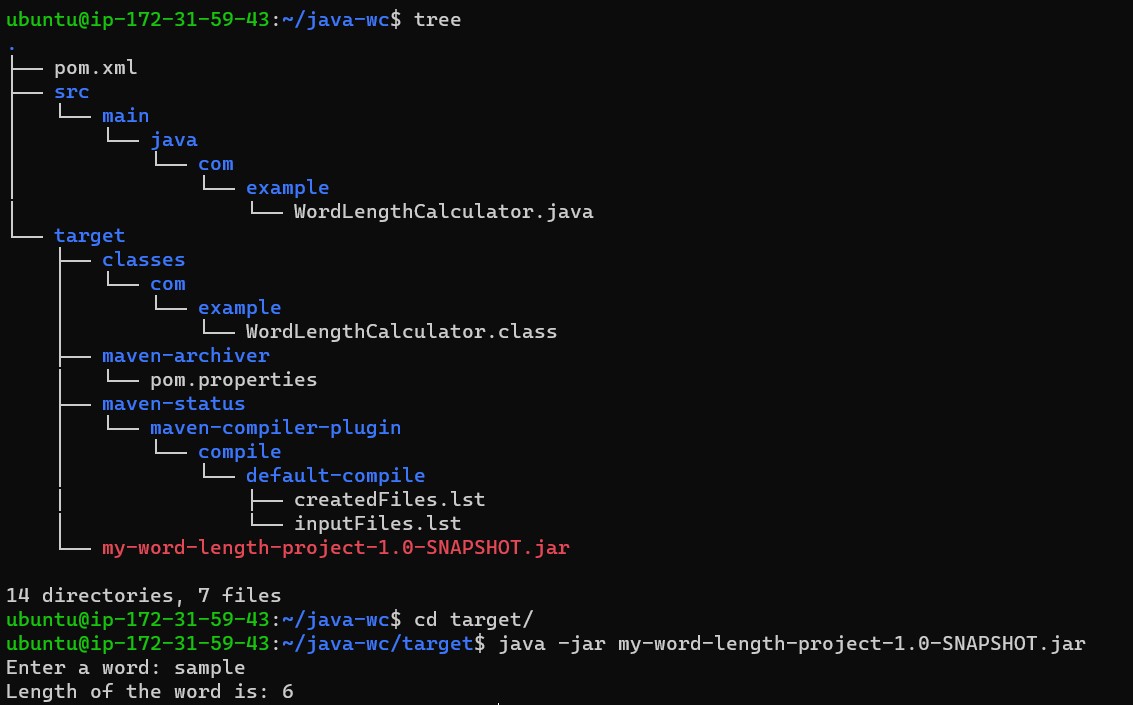 ubuntu@ip-172-31-59-43:~/java-wc$ tree
.
├── pom.xml
├── src
│   └── main
│       └── java
│           └── com
│               └── example
│                   └── WordLengthCalculator.java
└── target
    ├── classes
    │   └── com
    │       └── example
    │           └── WordLengthCalculator.class
    ├── maven-archiver
    │   └── pom.properties
    ├── maven-status
    │   └── maven-compiler-plugin
    │       └── compile
    │           └── default-compile
    │               ├── createdFiles.lst
    │               └── inputFiles.lst
    └── my-word-length-project-1.0-SNAPSHOT.jar

14 directories, 7 files
ubuntu@ip-172-31-59-43:~/java-wc$ cd target/
ubuntu@ip-172-31-59-43:~/java-wc/target$ java -jar my-word-length-project-1.0-SNAPSHOT.jar
Enter a word: sample
Length of the word is: 6